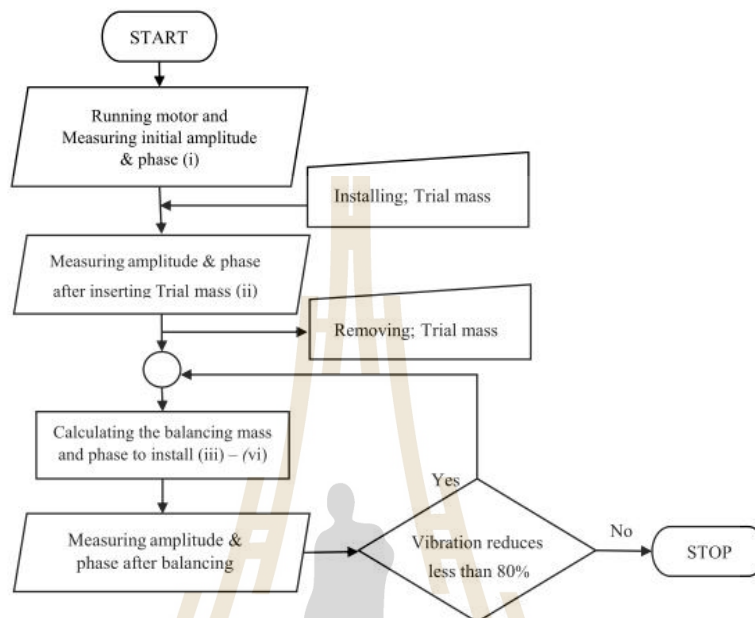 START
Running motor and
Measuring initial amplitude
& phase (i)
Installing; Trial mass
Measuring amplitude & phase
after inserting Trial mass (ii)
Removing; Trial mass
Calculating the balancing mass
and phase to install (iii) – (vi)
Yes
Measuring amplitude &
phase after balancing
Vibration reduces
less than 80%
No
STOP